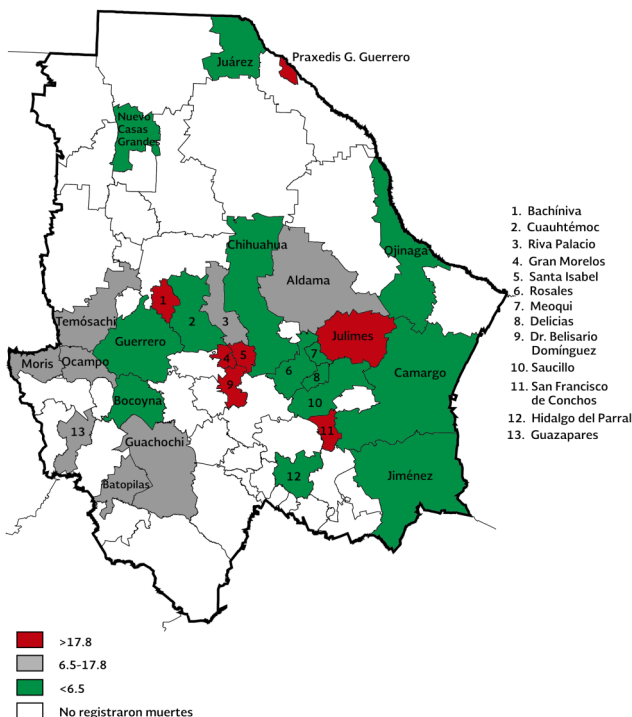 Praxedis G. Guerrero
Juárez
Nuevo
Casas
Grandes
Chihuahua
Ojinaga
Aldama
1
2
3
Temósachi
Guerrero
Julimes
Moris
Ocampo
4
5
6
7
8
9
Camargo
Bocoyna
10
11
13
Guachochi
12
Jiménez
Batopilas
1. Bachíniva
2. Cuauhtémoc
3. Riva Palacio
4. Gran Morelos
5. Santa Isabel
6. Rosales
7. Meoqui
8. Delicias
9. Dr. Belisario
Domínguez
10. Saucillo
11. San Francisco
de Conchos
12. Hidalgo del Parral
13. Guazapares
>17.8
6.5-17.8
<6.5
No registraron muertes